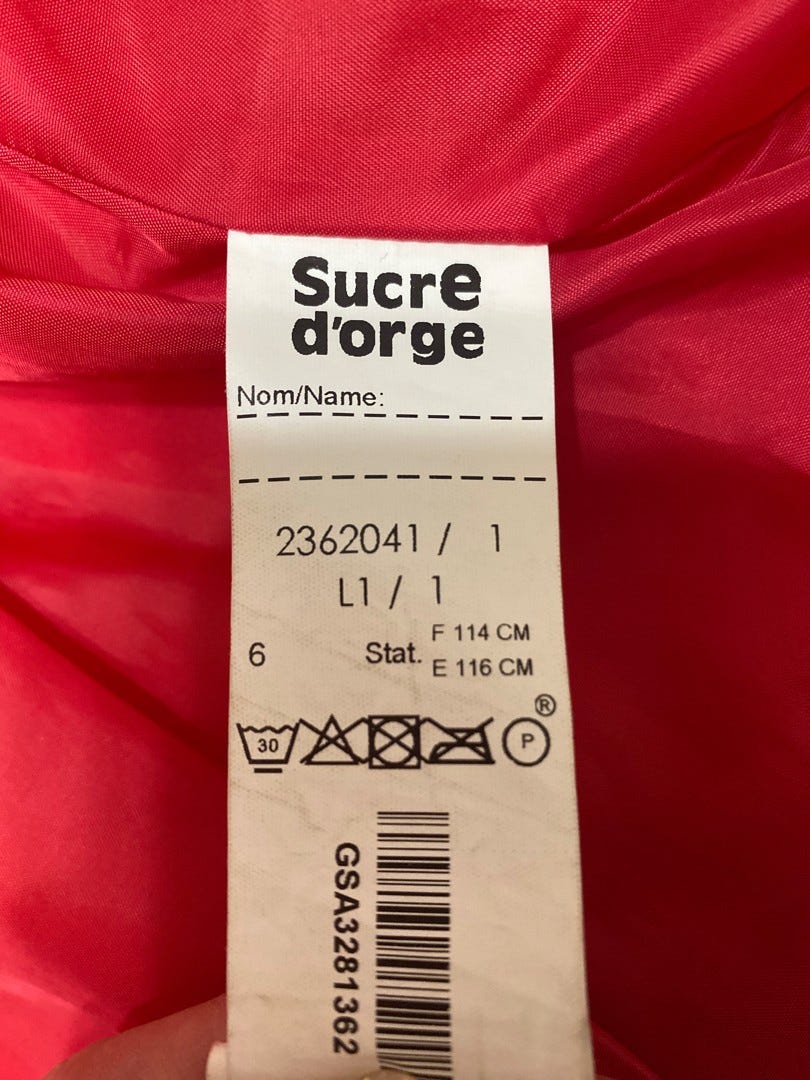 Sucre
d'orge
Nom/Name:
2362041 / 1
L1 / 1
6 Stat. F 114 CM
E 116 CM
®
30 P
GSA3281362